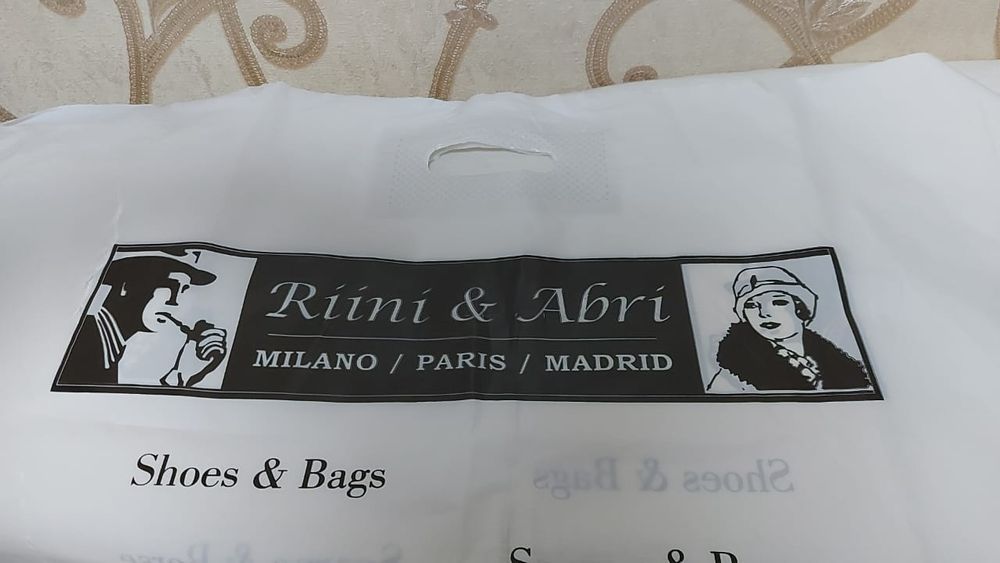 Riini & Abri
MILANO / PARIS / MADRID
Shoes & Bags